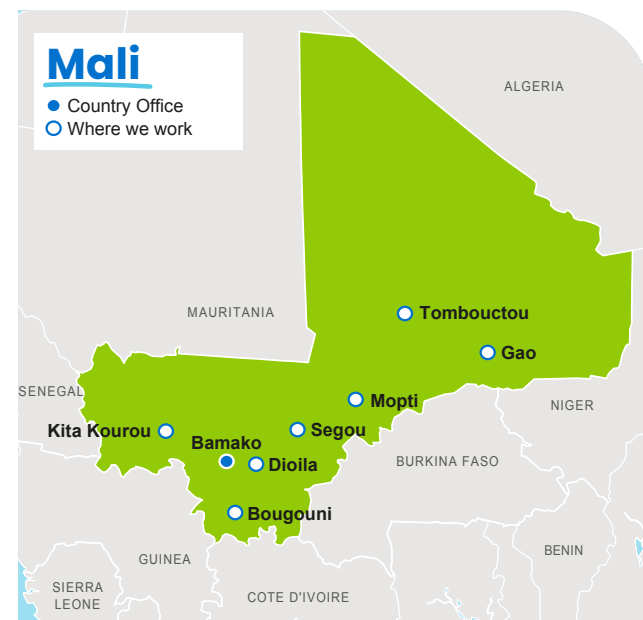 Mali
Country Office
Where we work
ALGERIA
MAURITANIA
Tombouctou
Gao
SENEGAL
Mopti
NIGER
Kita Kourou
Segou
Bamako
Dioila
BURKINA FASO
Bougouni
GUINEA
BENIN
SIERRA
LEONE
COTE D'IVOIRE